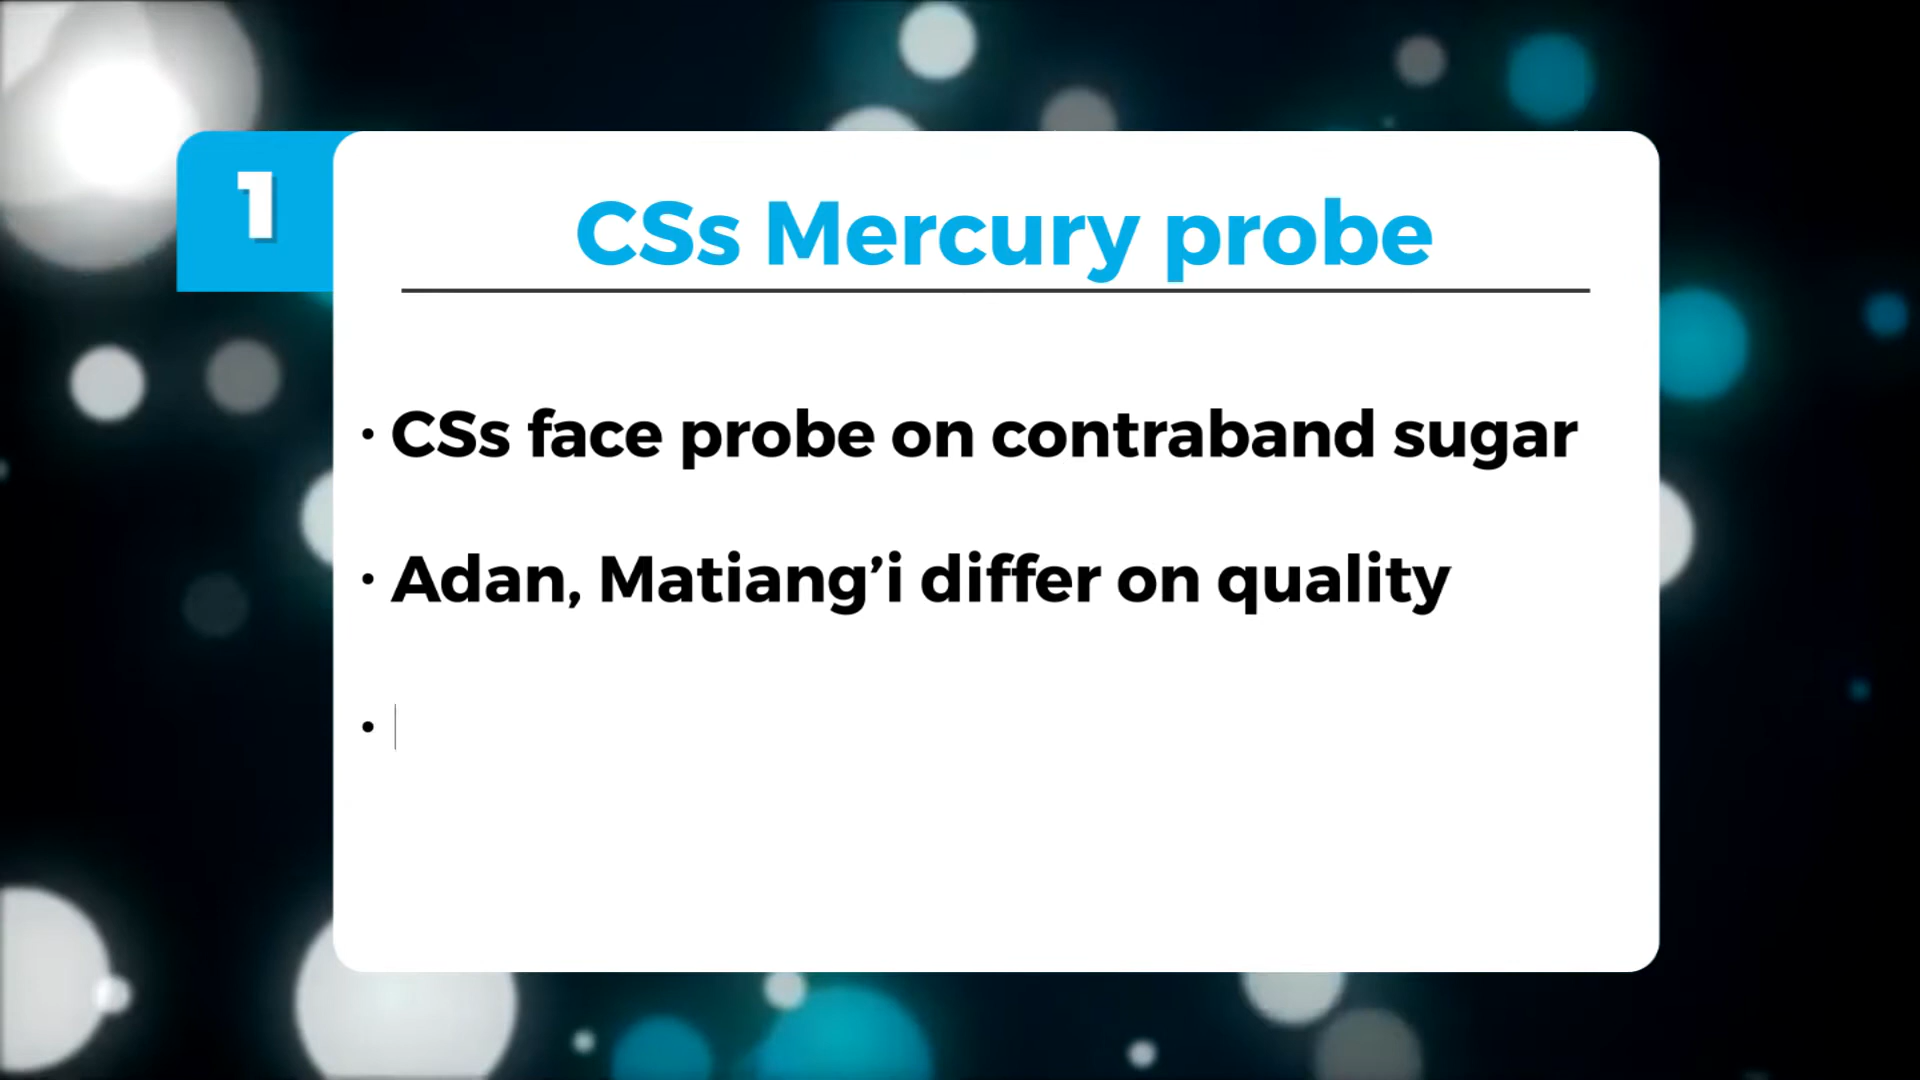 1
CSs Mercury probe
· CSs face probe on contraband sugar
· Adan, Matiang’i differ on quality
·